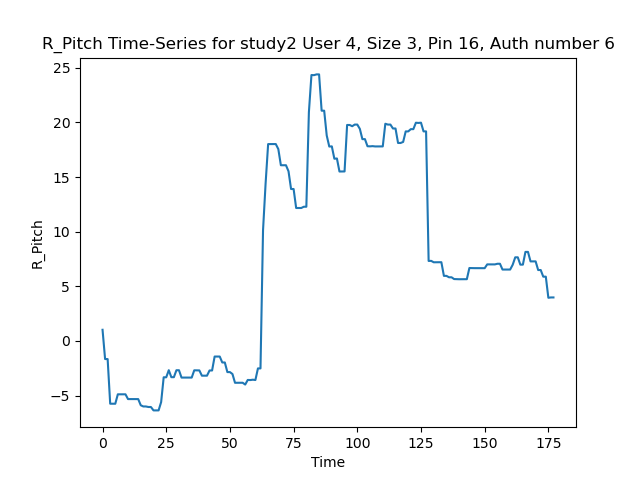 R_Pitch Time-Series for study2 User 4, Size 3, Pin 16, Auth number 6
25
20
15
10
5
0
−5
R_Pitch
0 25 50 75 100 125 150 175
Time